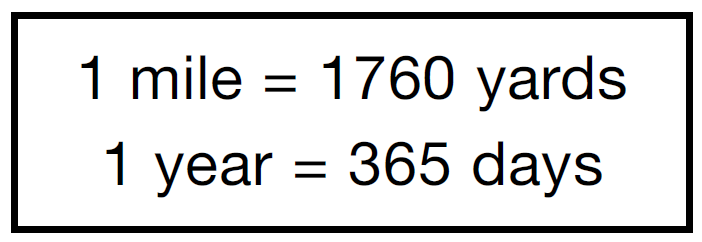 1 mile = 1760 yards
1 year = 365 days